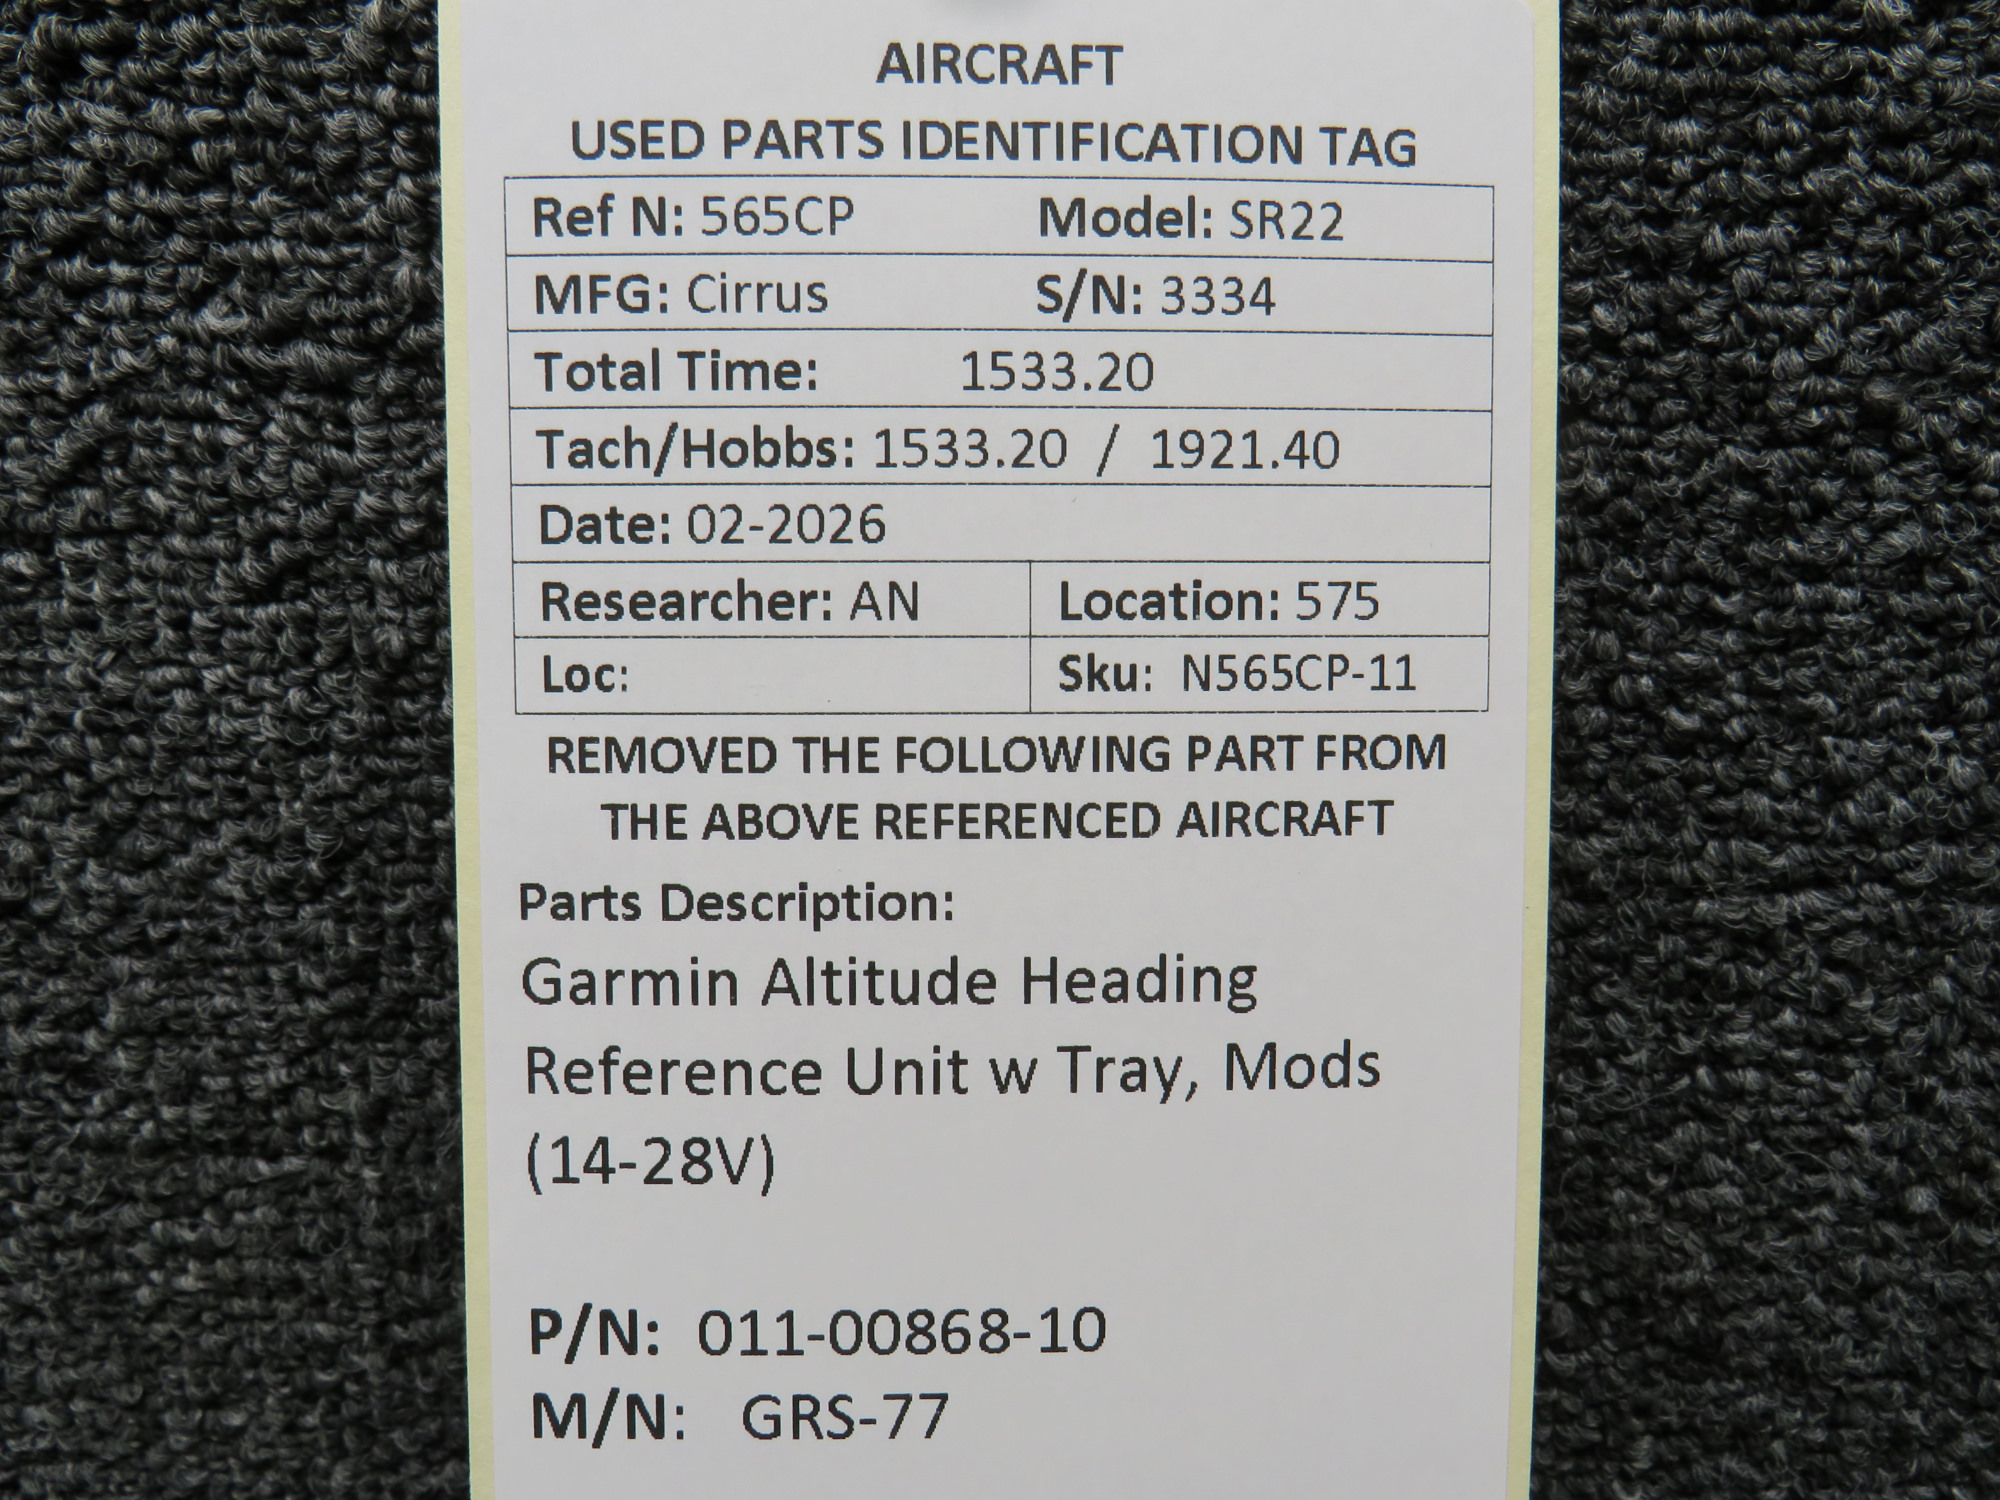 AIRCRAFT
USED PARTS IDENTIFICATION TAG
Ref N: 565CP Model: SR22
MFG: Cirrus S/N: 3334
Total Time: 1533.20
Tach/Hobbs: 1533.20 / 1921.40
Date: 02-2026
Researcher: AN Location: 575
Loc: Sku: N565CP-11
REMOVED THE FOLLOWING PART FROM
THE ABOVE REFERENCED AIRCRAFT
Parts Description:
Garmin Altitude Heading
Reference Unit w Tray, Mods
(14-28V)
P/N: 011-00868-10
M/N: GRS-77